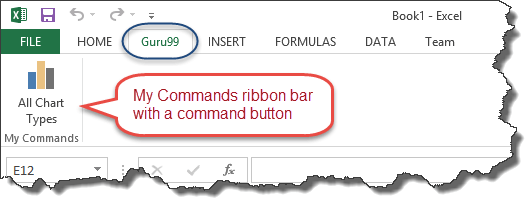 Book1 - Excel
FILE HOME Guru99 INSERT FORMULAS DATA Team
All Chart
Types
My Commands
My Commands ribbon bar
with a command button
E12 fx